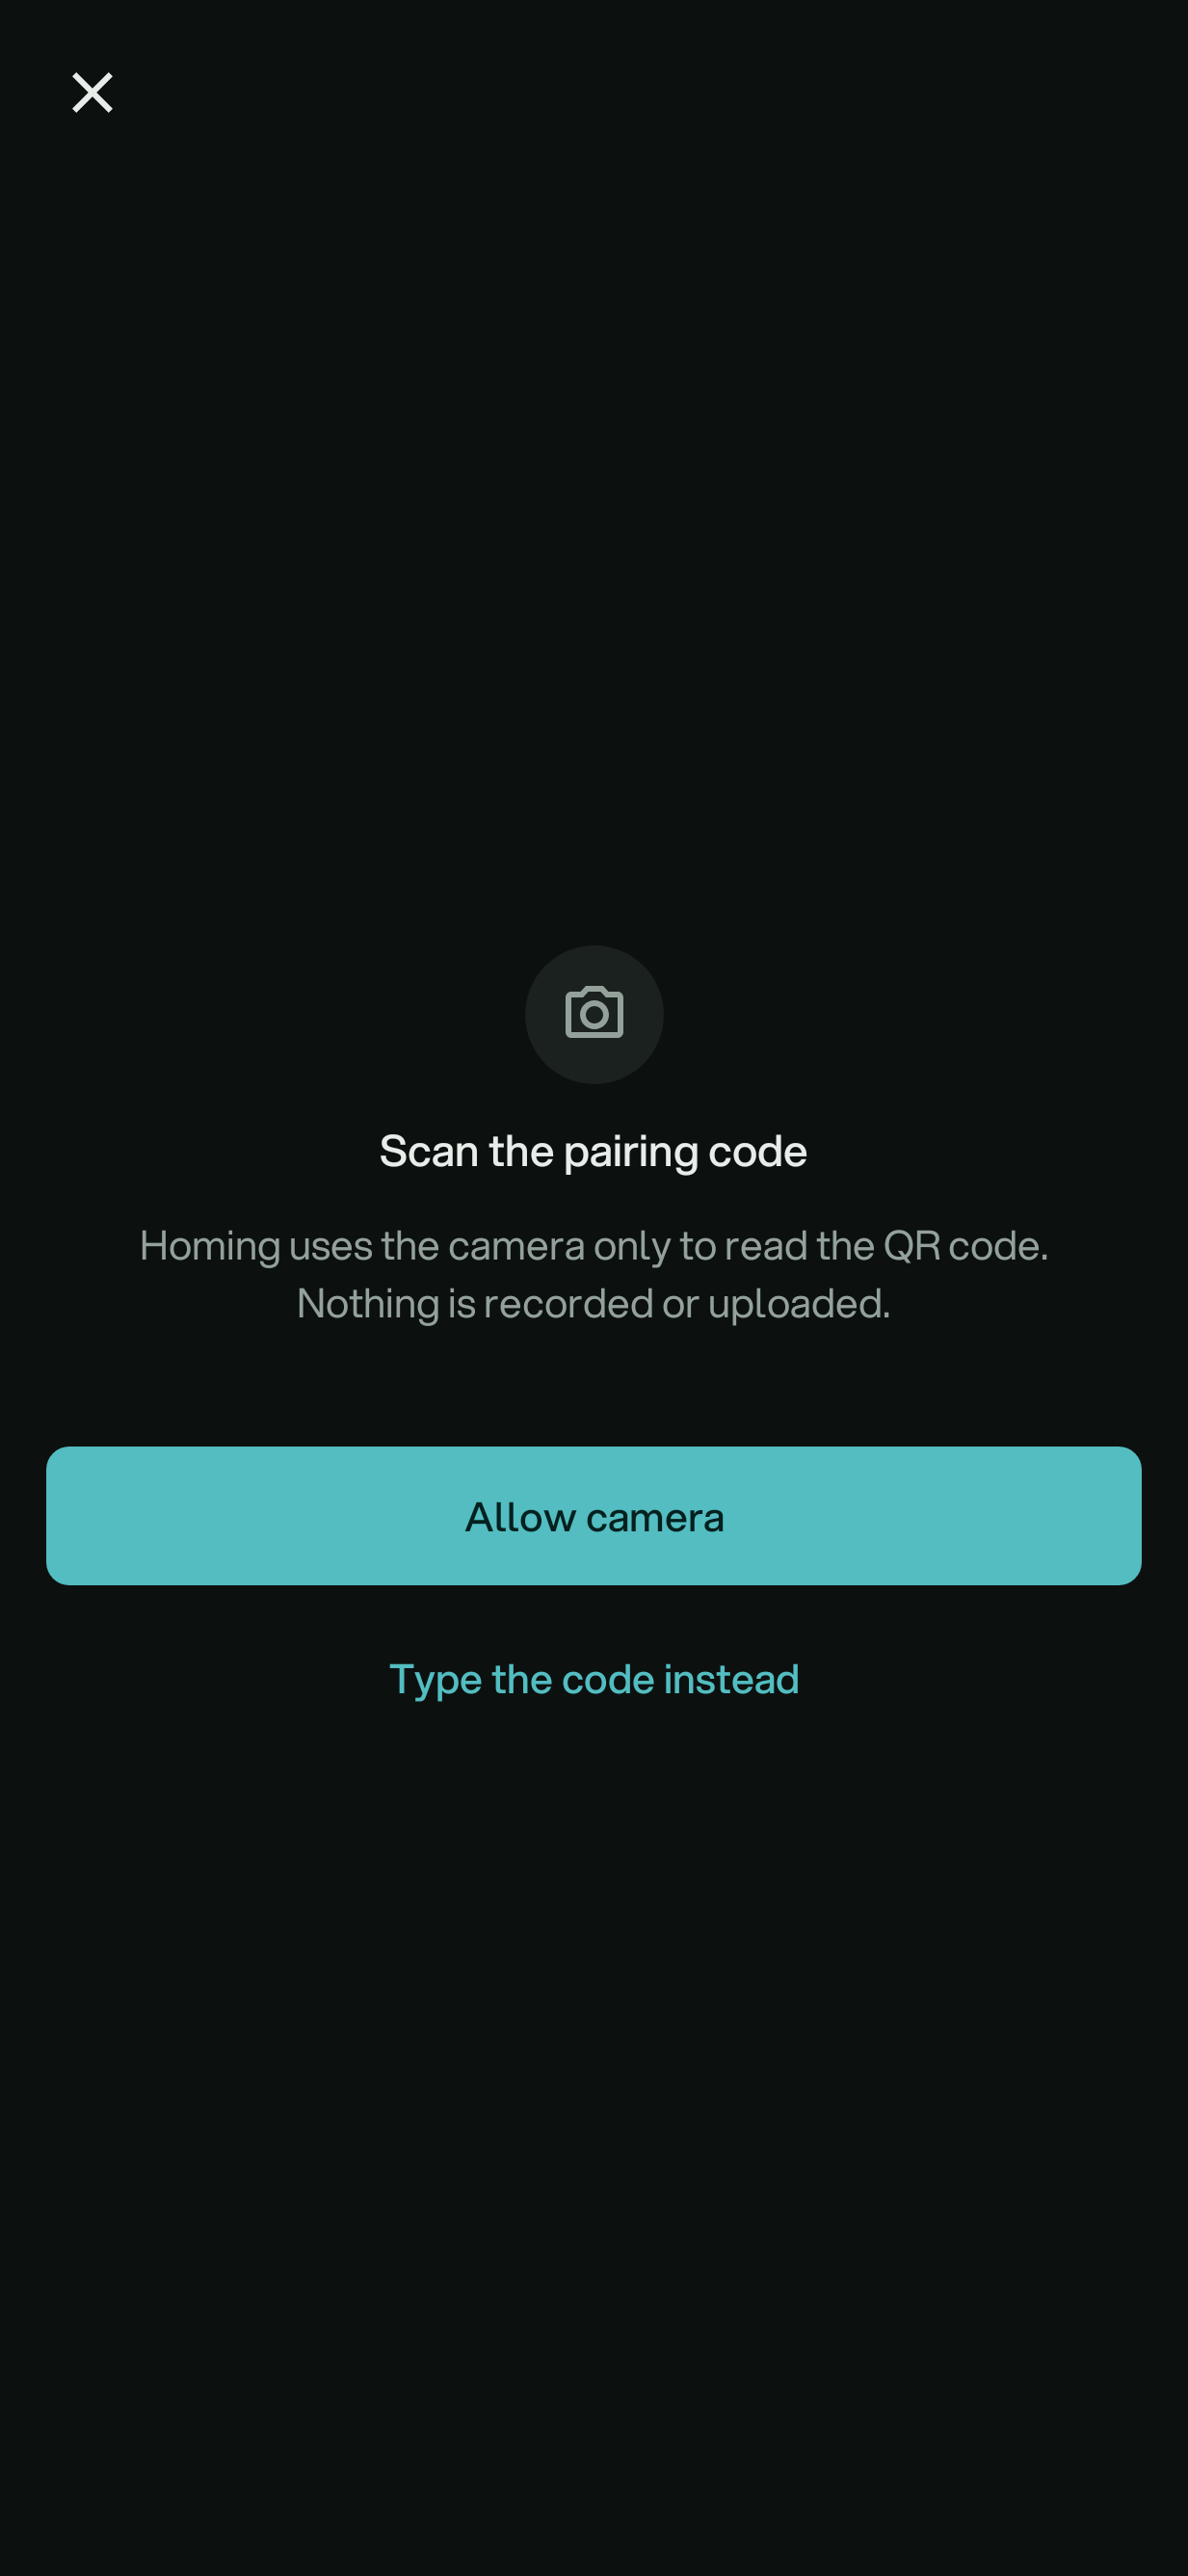 Scan the pairing code
Homing uses the camera only to read the QR code.
Nothing is recorded or uploaded.
Allow camera
Type the code instead